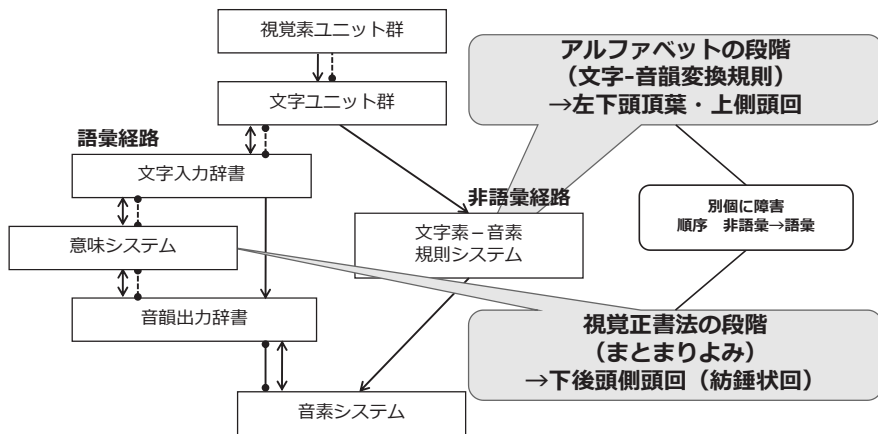 視覚素ユニット群
アルファベットの段階
（文字-音韻変換規則）
→左下頭頂葉・上側頭回
文字ユニット群
語彙経路
文字入力辞書
非語彙経路
別個に障害
順序　非語彙→語彙
文字素－音素
規則システム
意味システム
音韻出力辞書
視覚正書法の段階
（まとまりよみ）
→下後頭側頭回（紡錘状回）
音素システム